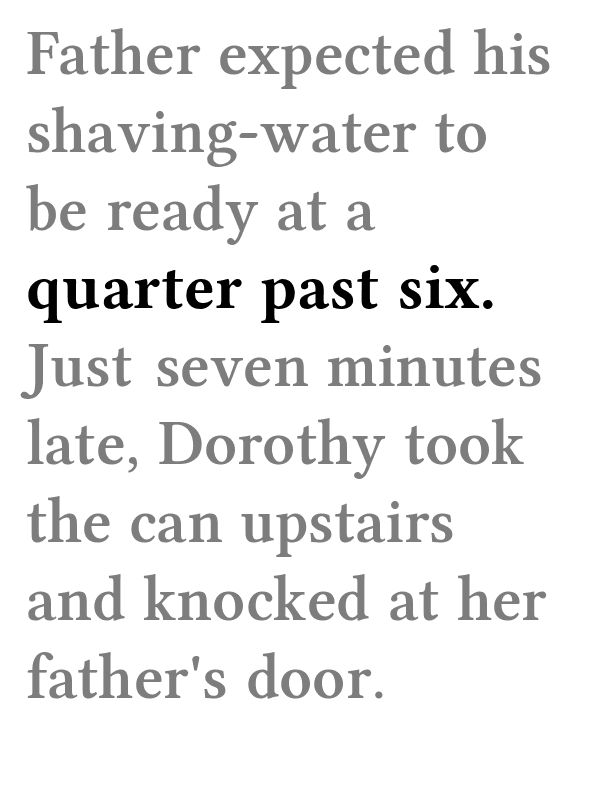 Father expected his
shaving-water to
be ready at a
quarter past six.
Just seven minutes
late, Dorothy took
the can upstairs
and knocked at her
father's door.